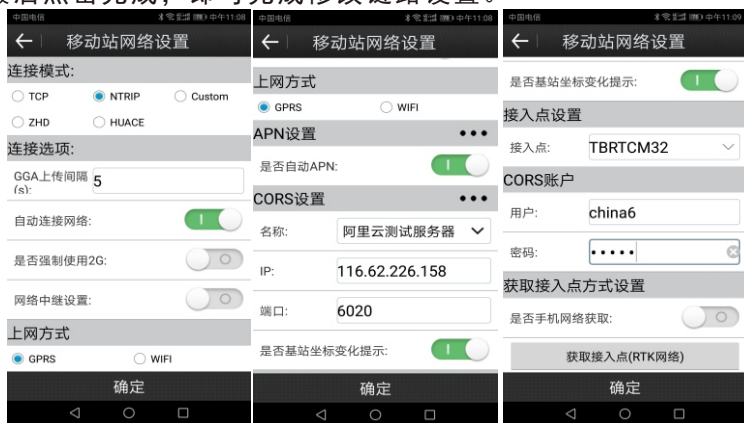 最后点击完成，即可完成修改链路设置。
中国电信
中午11:08
移动站网络设置
连接模式:
TCP NTRIP Custom
ZHD HUACE
连接选项:
GGA上传间隔(s): 5
自动连接网络:
是否强制使用2G:
网络中继设置:
上网方式
GPRS WIFI
确定
中国电信
中午11:08
移动站网络设置
上网方式
GPRS WIFI
APN设置
是否自动APN:
CORS设置
名称: 阿里云测试服务器
IP: 116.62.226.158
端口: 6020
是否基站坐标变化提示:
确定
中国电信
中午11:09
移动站网络设置
是否基站坐标变化提示:
接入点设置
接入点: TBRTCM32
CORS账户
用户: china6
密码: •••••
获取接入点方式设置
是否手机网络获取:
获取接入点(RTK网络)
确定